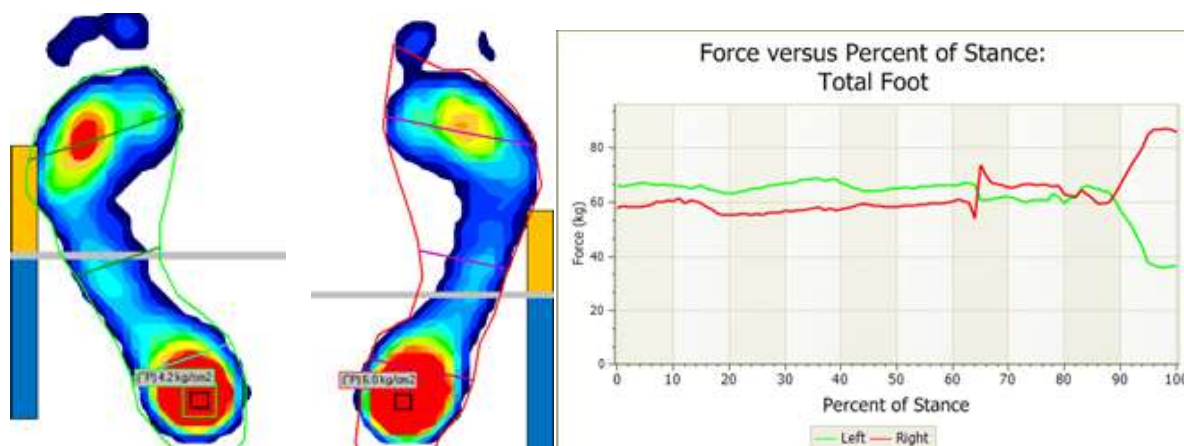 (*P) 4.2 kg/cm2
(*P) 6.0 kg/cm2
Force versus Percent of Stance:
Total Foot
Force (kg)
80
60
40
20
0
0 10 20 30 40 50 60 70 80 90 100
Percent of Stance
Left Right